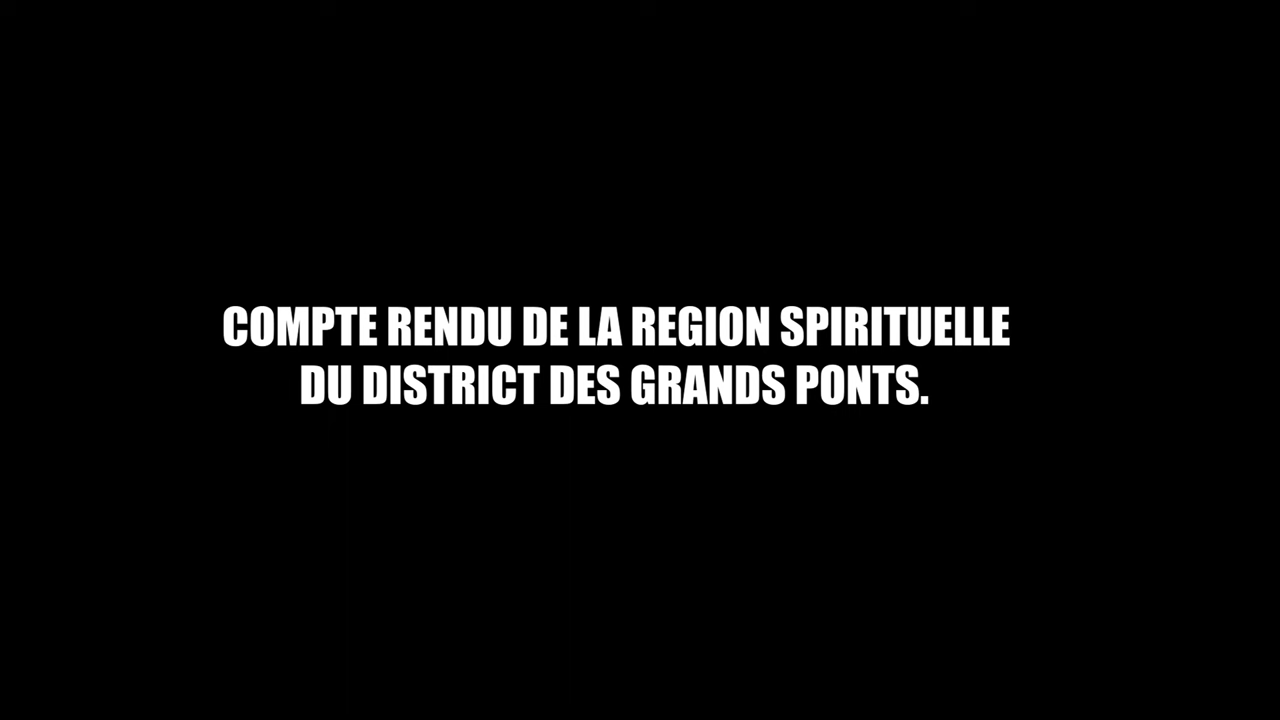 COMPTE RENDU DE LA REGION SPIRITUELLE
DU DISTRICT DES GRANDS PONTS.